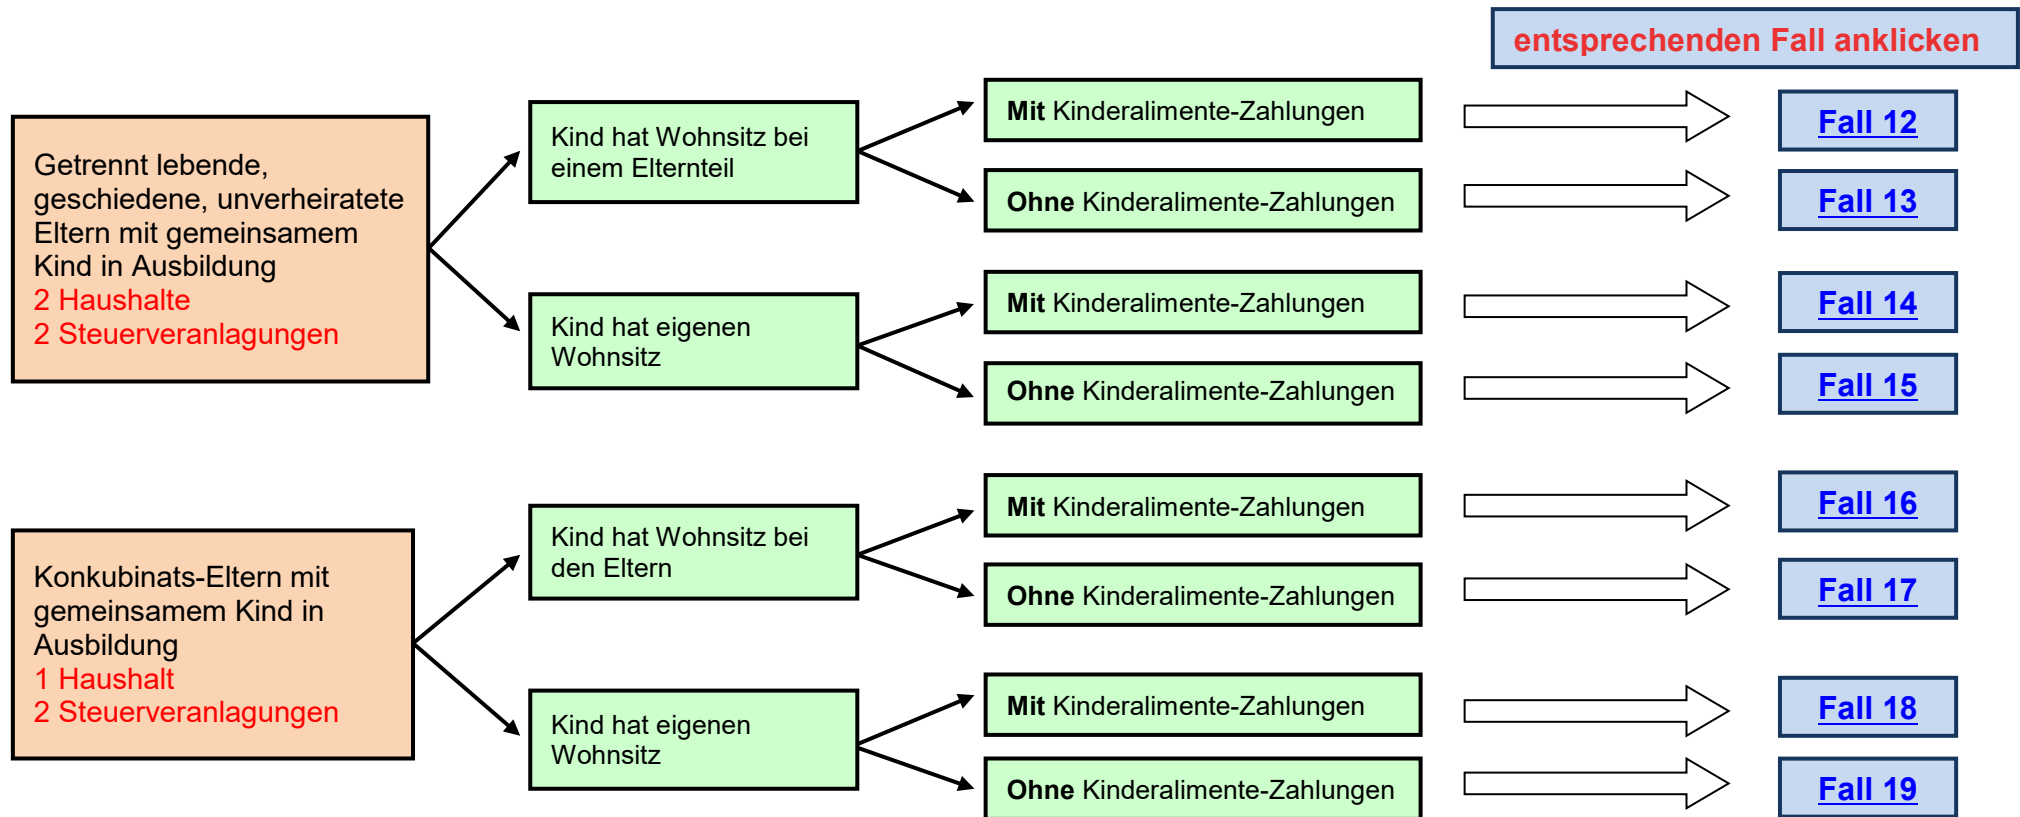 entsprechenden Fall anklicken
Getrennt lebende,
geschiedene, unverheiratete
Eltern mit gemeinsamem
Kind in Ausbildung
2 Haushalte
2 Steuerveranlagungen
Kind hat Wohnsitz bei
einem Elternteil
Mit Kinderalimente-Zahlungen
Fall 12
Ohne Kinderalimente-Zahlungen
Fall 13
Kind hat eigenen
Wohnsitz
Mit Kinderalimente-Zahlungen
Fall 14
Ohne Kinderalimente-Zahlungen
Fall 15
Konkubinats-Eltern mit
gemeinsamem Kind in
Ausbildung
1 Haushalt
2 Steuerveranlagungen
Kind hat Wohnsitz bei
den Eltern
Mit Kinderalimente-Zahlungen
Fall 16
Ohne Kinderalimente-Zahlungen
Fall 17
Kind hat eigenen
Wohnsitz
Mit Kinderalimente-Zahlungen
Fall 18
Ohne Kinderalimente-Zahlungen
Fall 19